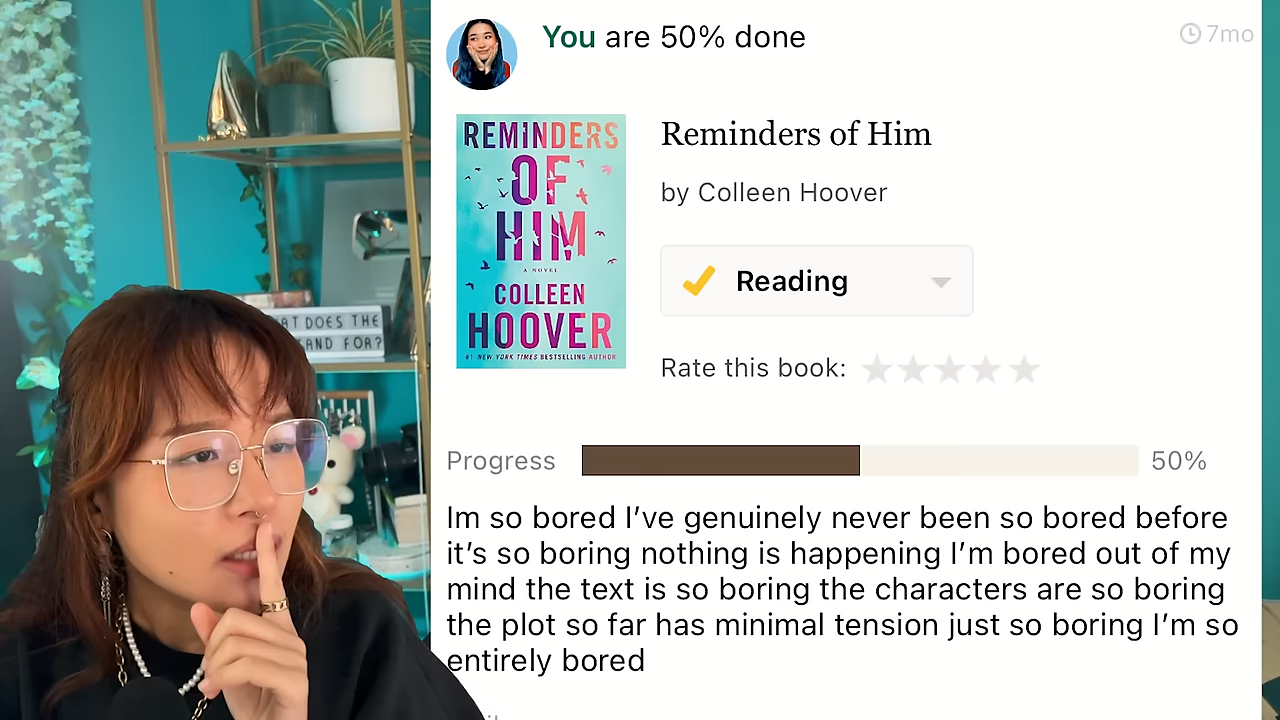 You are 50% done
7mo
REMINDERS
OF
HIM
A NOVEL
COLLEEN
HOOVER
#1 NEW YORK TIMES BESTSELLING AUTHOR
Reminders of Him
by Colleen Hoover
Reading
Rate this book:
Progress
50%
Im so bored I’ve genuinely never been so bored before
it’s so boring nothing is happening I’m bored out of my
mind the text is so boring the characters are so boring
the plot so far has minimal tension just so boring I’m so
entirely bored
DOES THE
FOR?